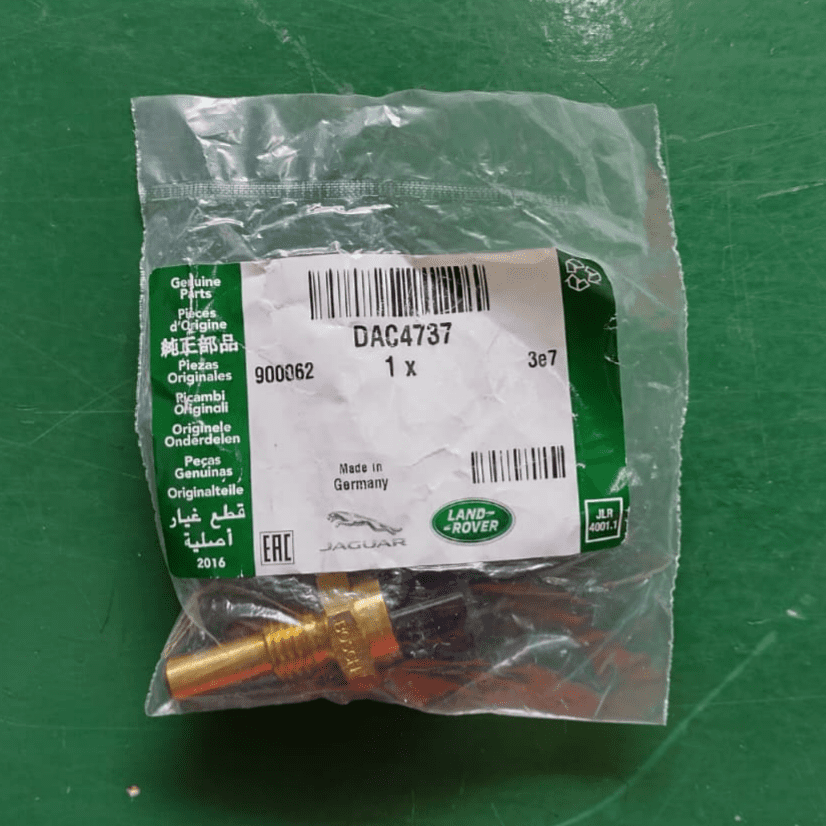 Genuine
Parts
Pièces
d'Origine
純正部品
Piezas
Originales
Ricambi
Originali
Originele
Onderdelen
Peças
Genuinas
Originalteile
قطع غيار
أصلية
2016
DAC4737
1 x
900062
3e7
Made in
Germany
EAC
JAGUAR
LAND-
-ROVER
JLR
4001.1